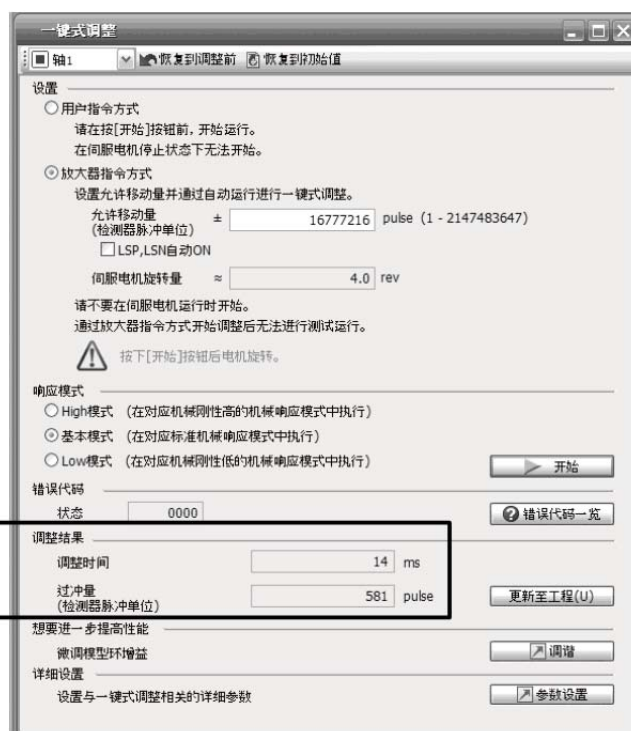 一键式调整
轴1 恢复到调整前 恢复到初始值
设置
用户指令方式
请在按[开始]按钮前,开始运行。
在伺服电机停止状态下无法开始。
放大器指令方式
设置允许移动量并通过自动运行进行一键式调整。
允许移动量 ± 16777216 pulse (1 - 2147483647)
(检测器脉冲单位)
LSP,LSN自动ON
伺服电机旋转量 ≈ 4.0 rev
请不要在伺服电机运行时开始。
通过放大器指令方式开始调整后无法进行测试运行。
按下[开始]按钮后电机旋转。
响应模式
High模式 (在对应机械刚性高的机械响应模式中执行)
基本模式 (在对应标准机械响应模式中执行)
Low模式 (在对应机械刚性低的机械响应模式中执行) 开始
错误代码
状态 0000 错误代码一览
调整结果
调整时间 14 ms
过冲量 581 pulse 更新至工程(U)
(检测器脉冲单位)
想要进一步提高性能
微调模型环增益 调谐
详细设置
设置与一键式调整相关的详细参数 参数设置